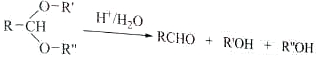 O–R'
R–CH H⁺/H₂O RCHO + R'OH + R"OH
O–R"